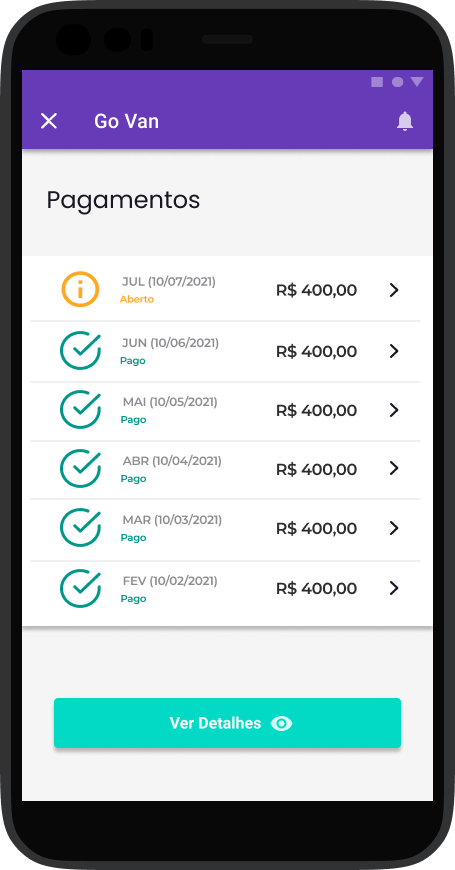 Go Van
Pagamentos
JUL (10/07/2021)
Aberto
R$ 400,00
JUN (10/06/2021)
Pago
R$ 400,00
MAI (10/05/2021)
Pago
R$ 400,00
ABR (10/04/2021)
Pago
R$ 400,00
MAR (10/03/2021)
Pago
R$ 400,00
FEV (10/02/2021)
Pago
R$ 400,00
Ver Detalhes